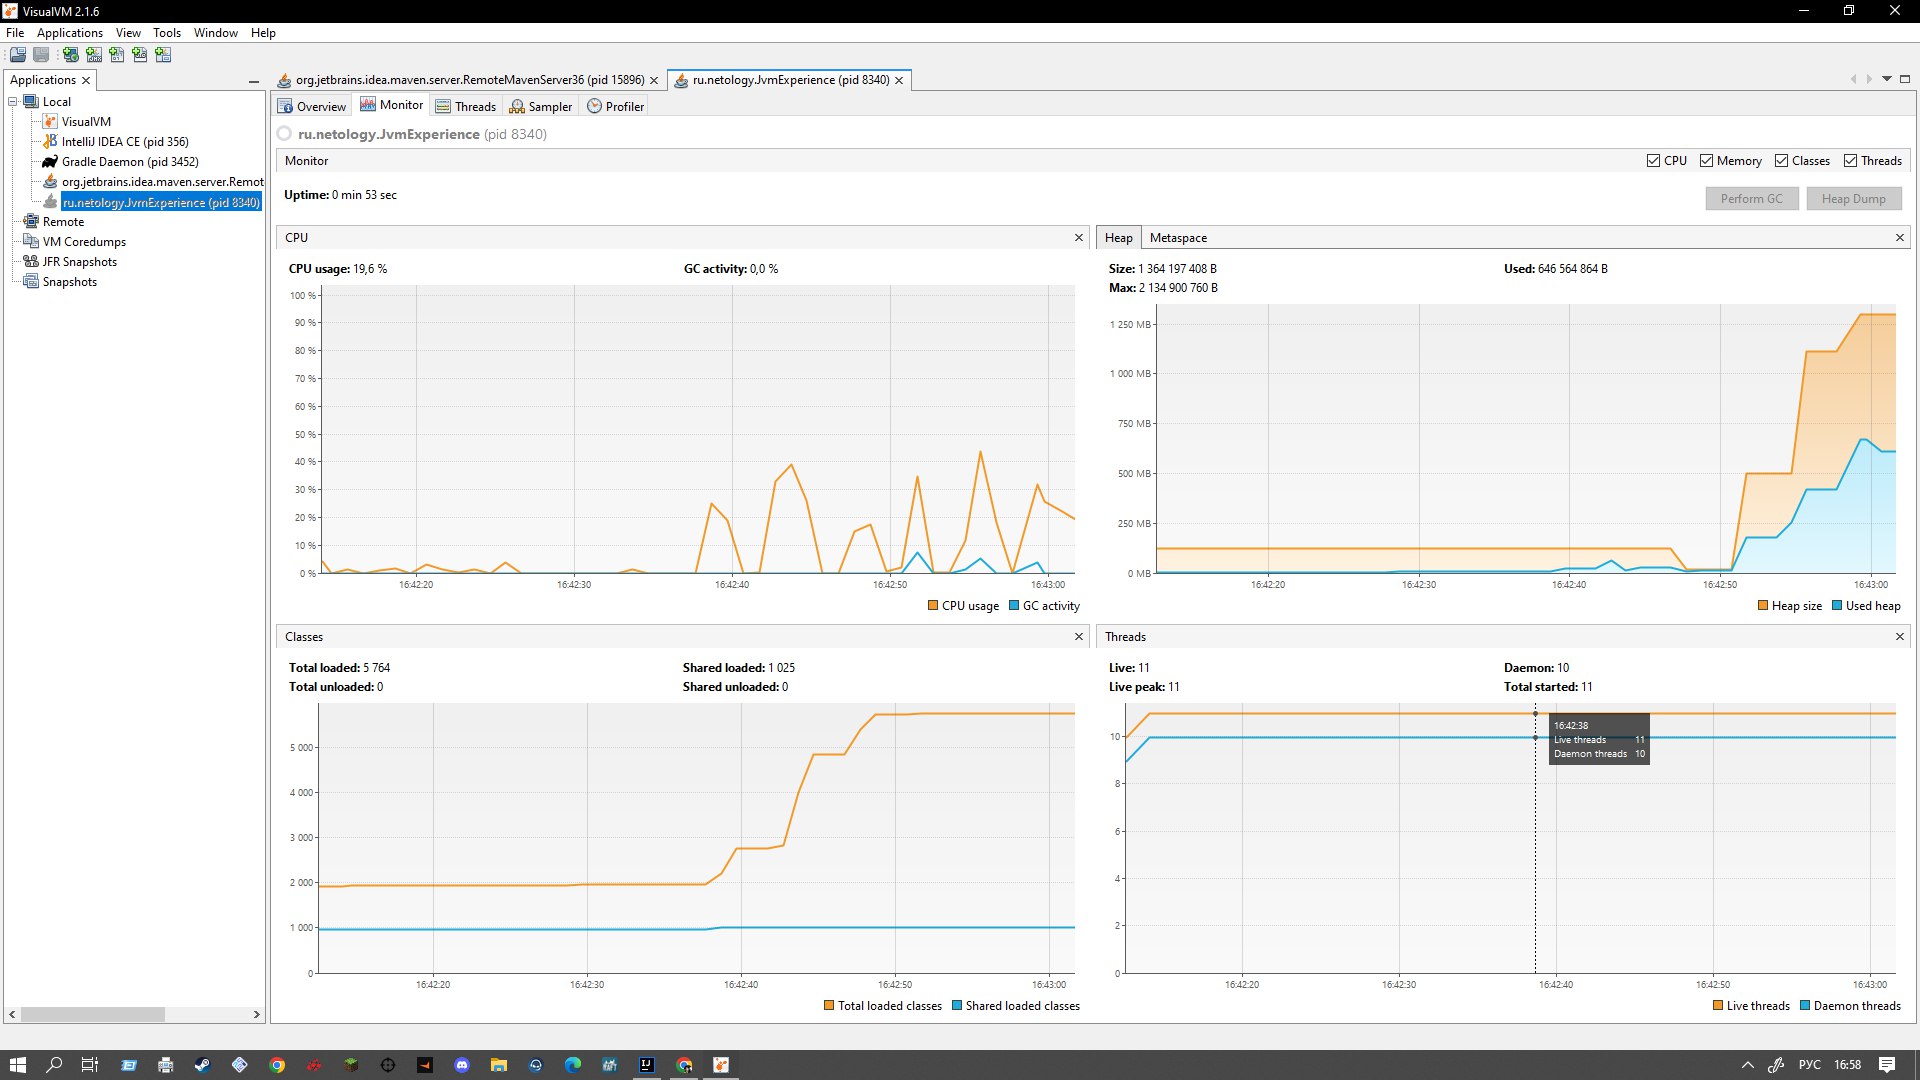 VisualVM 2.1.6
File Applications View Tools Window Help
Applications
Local
VisualVM
IntelliJ IDEA CE (pid 356)
Gradle Daemon (pid 3452)
org.jetbrains.idea.maven.server.Remot
ru.netology.JvmExperience (pid 8340)
Remote
VM Coredumps
JFR Snapshots
Snapshots
org.jetbrains.idea.maven.server.RemoteMavenServer36 (pid 15896) ru.netology.JvmExperience (pid 8340)
Overview Monitor Threads Sampler Profiler
ru.netology.JvmExperience (pid 8340)
Monitor CPU Memory Classes Threads
Uptime: 0 min 53 sec Perform GC Heap Dump
CPU
CPU usage: 19,6 % GC activity: 0,0 %
100 %
90 %
80 %
70 %
60 %
50 %
40 %
30 %
20 %
10 %
0 %
16:42:20 16:42:30 16:42:40 16:42:50 16:43:00
CPU usage GC activity
Heap Metaspace
Size: 1 364 197 408 B Used: 646 564 864 B
Max: 2 134 900 760 B
1 250 MB
1 000 MB
750 MB
500 MB
250 MB
0 MB
16:42:20 16:42:30 16:42:40 16:42:50 16:43:00
Heap size Used heap
Classes
Total loaded: 5 764 Shared loaded: 1 025
Total unloaded: 0 Shared unloaded: 0
5 000
4 000
3 000
2 000
1 000
0
16:42:20 16:42:30 16:42:40 16:42:50 16:43:00
Total loaded classes Shared loaded classes
Threads
Live: 11 Daemon: 10
Live peak: 11 Total started: 11
10
8
6
4
2
0
16:42:38
Live threads 11
Daemon threads 10
16:42:20 16:42:30 16:42:40 16:42:50 16:43:00
Live threads Daemon threads
РУС 16:58